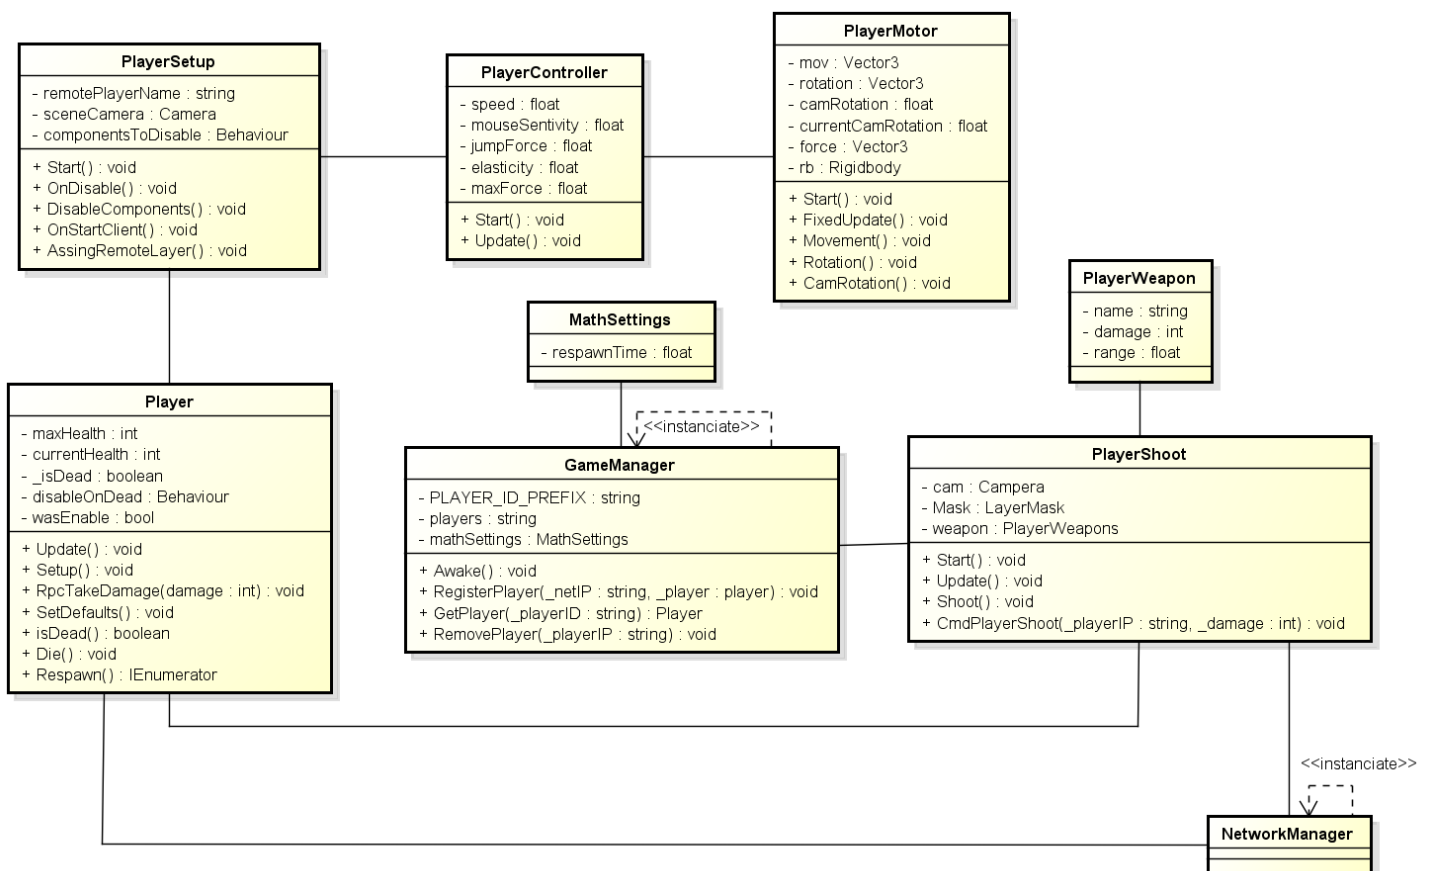 PlayerSetup
- remotePlayerName : string
- sceneCamera : Camera
- componentsToDisable : Behaviour
+ Start() : void
+ OnDisable() : void
+ DisableComponents() : void
+ OnStartClient() : void
+ AssingRemoteLayer() : void
PlayerController
- speed : float
- mouseSentivity : float
- jumpForce : float
- elasticity : float
- maxForce : float
+ Start() : void
+ Update() : void
PlayerMotor
- mov : Vector3
- rotation : Vector3
- camRotation : float
- currentCamRotation : float
- force : Vector3
- rb : Rigidbody
+ Start() : void
+ FixedUpdate() : void
+ Movement() : void
+ Rotation() : void
+ CamRotation() : void
MathSettings
- respawnTime : float
PlayerWeapon
- name : string
- damage : int
- range : float
Player
- maxHealth : int
- currentHealth : int
- _isDead : boolean
- disableOnDead : Behaviour
- wasEnable : bool
+ Update() : void
+ Setup() : void
+ RpcTakeDamage(damage : int) : void
+ SetDefaults() : void
+ isDead() : boolean
+ Die() : void
+ Respawn() : IEnumerator
<<instanciate>>
GameManager
- PLAYER_ID_PREFIX : string
- players : string
- mathSettings : MathSettings
+ Awake() : void
+ RegisterPlayer(_netIP : string, _player : player) : void
+ GetPlayer(_playerID : string) : Player
+ RemovePlayer(_playerIP : string) : void
PlayerShoot
- cam : Campera
- Mask : LayerMask
- weapon : PlayerWeapons
+ Start() : void
+ Update() : void
+ Shoot() : void
+ CmdPlayerShoot(_playerIP : string, _damage : int) : void
<<instanciate>>
NetworkManager